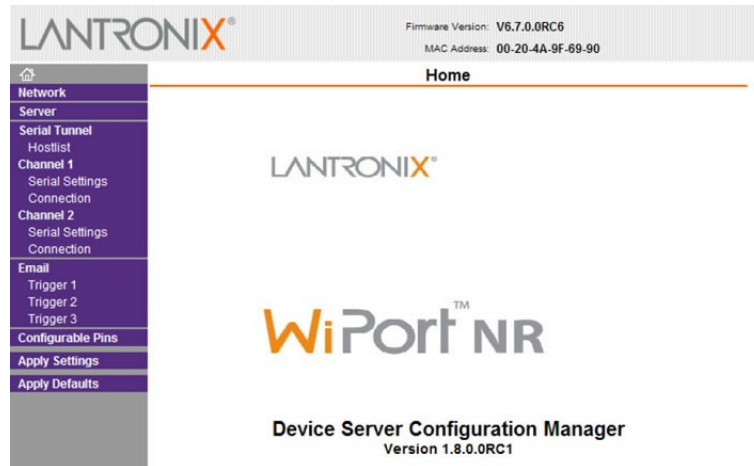 LANTRONIX®
Firmware Version: V6.7.0.0RC6
MAC Address: 00-20-4A-9F-69-90
Home
Network
Server
Serial Tunnel
Hostlist
Channel 1
Serial Settings
Connection
Channel 2
Serial Settings
Connection
Email
Trigger 1
Trigger 2
Trigger 3
Configurable Pins
Apply Settings
Apply Defaults
LANTRONIX®
WiPort™ NR
Device Server Configuration Manager
Version 1.8.0.0RC1